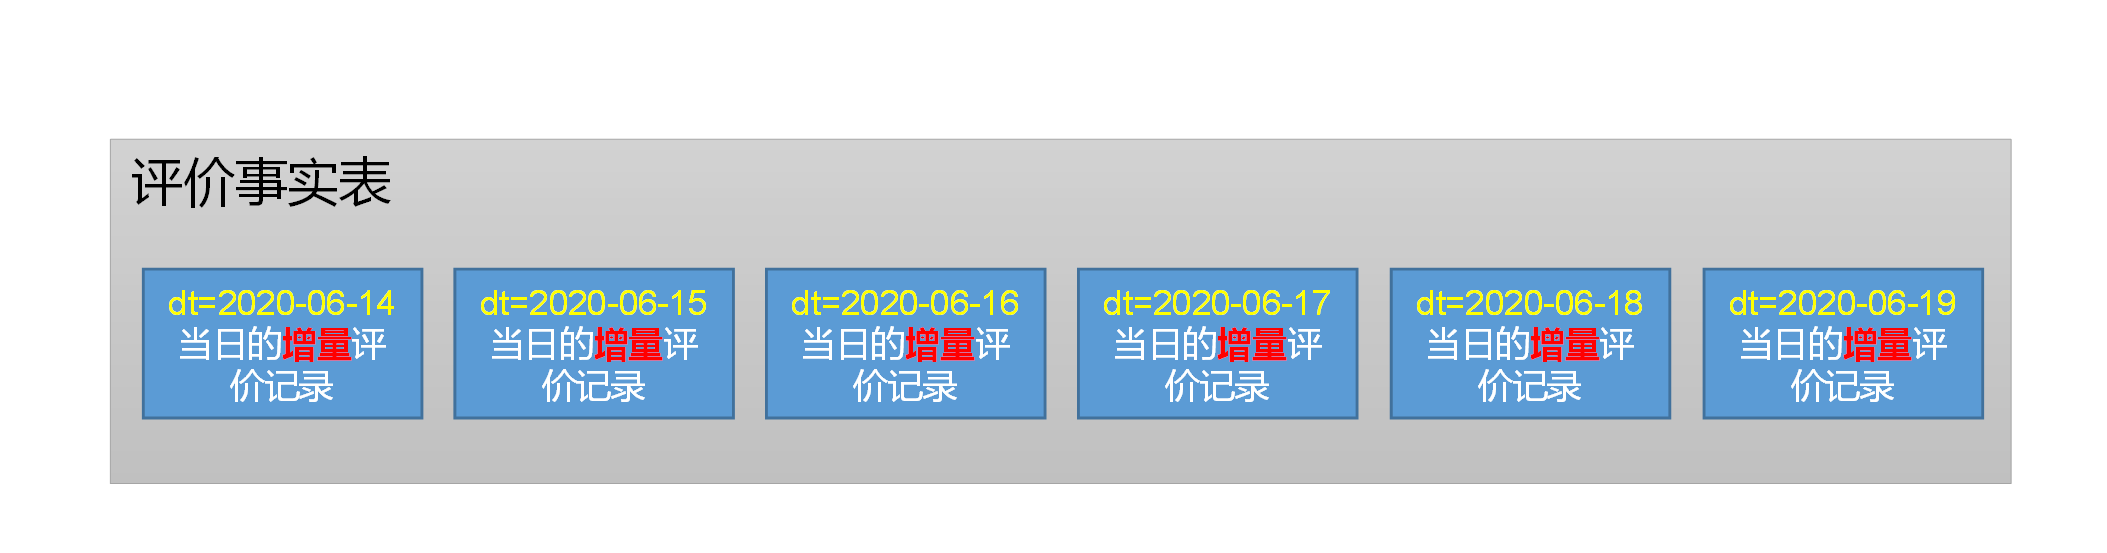 评价事实表
dt=2020-06-14
当日的增量评
价记录
dt=2020-06-15
当日的增量评
价记录
dt=2020-06-16
当日的增量评
价记录
dt=2020-06-17
当日的增量评
价记录
dt=2020-06-18
当日的增量评
价记录
dt=2020-06-19
当日的增量评
价记录